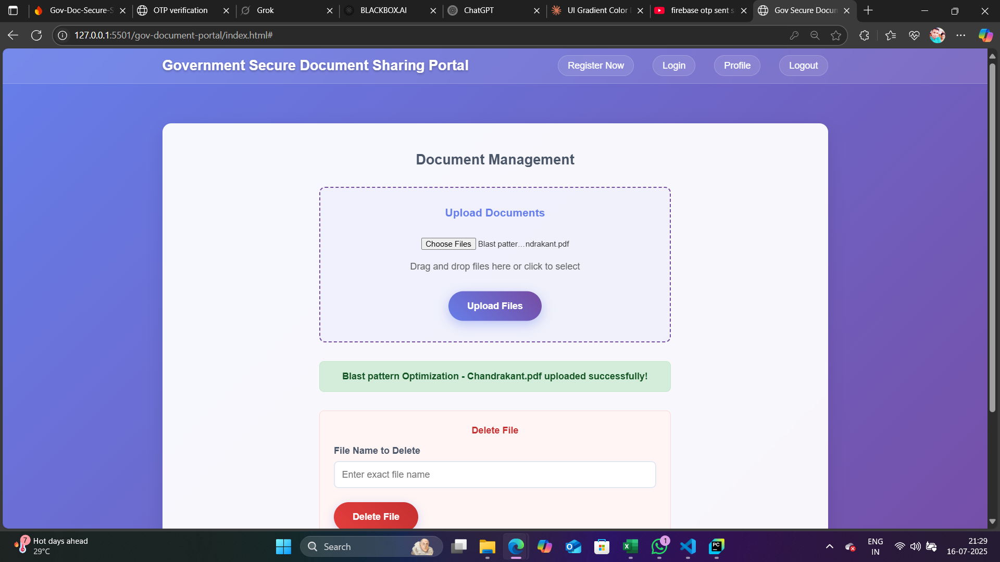 Gov-Doc-Secure-S
OTP verification
Grok
BLACKBOX.AI
ChatGPT
UI Gradient Color
firebase otp sent s
Gov Secure Docum
127.0.0.1:5501/gov-document-portal/index.html#
Government Secure Document Sharing Portal
Register Now
Login
Profile
Logout
Document Management
Upload Documents
Choose Files Blast patter...ndrakant.pdf
Drag and drop files here or click to select
Upload Files
Blast pattern Optimization - Chandrakant.pdf uploaded successfully!
Delete File
File Name to Delete
Enter exact file name
Delete File
7
Hot days ahead
29°C
Search
1
PC
ENG
IN
21:29
16-07-2025